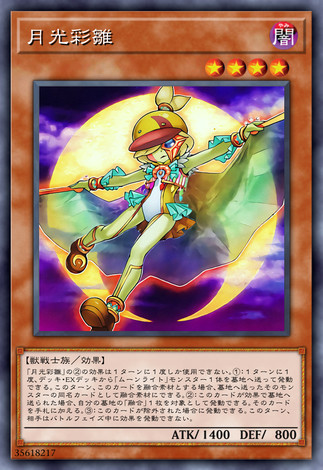 月光彩雛
闇
やみ
【獣戦士族／効果】
「月光彩雛」の②の効果は1ターンに1度しか使用できない。①:1ターンに1
度、デッキ・EXデッキから「ムーンライト」モンスター1体を墓地へ送って発動
できる。このターン、このカードを融合素材とする場合、墓地へ送ったそのモン
スターの同名カードとして融合素材にできる。②:このカードが効果で墓地へ
送られた場合、自分の墓地の「融合」1枚を対象として発動できる。そのカード
を手札に加える。③:このカードが除外された場合に発動できる。このターン、
相手はバトルフェイズ中に効果を発動できない。
ATK/ 1400 DEF/ 800
35618217